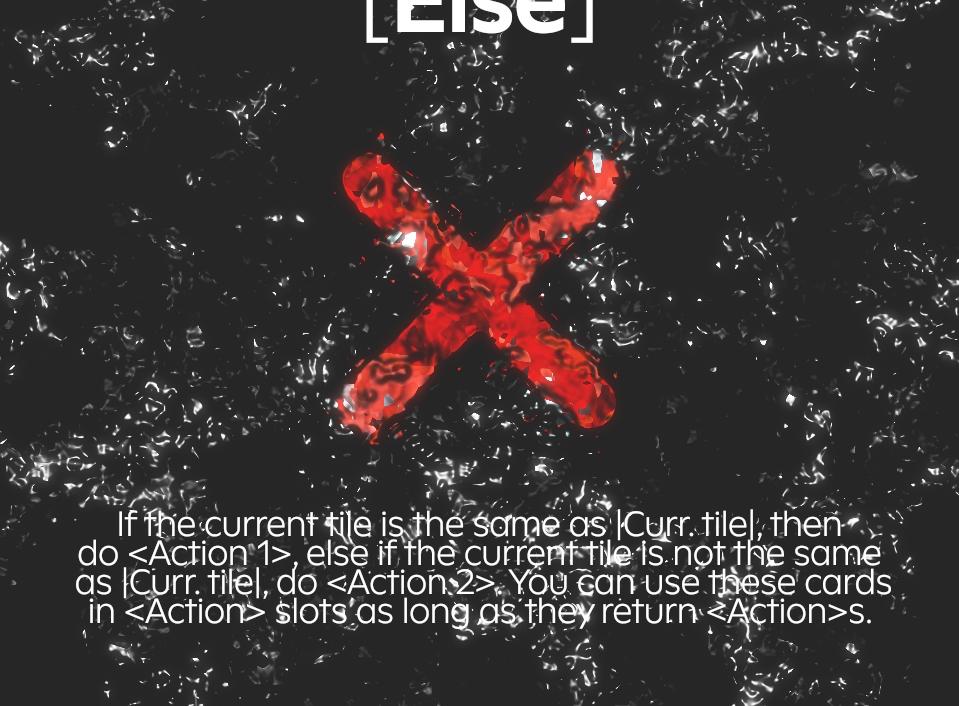 [Else]
If the current tile is the same as |Curr. tile|, then
do <Action 1>, else if the current tile is not the same
as |Curr. tile|, do <Action 2>. You can use these cards
in <Action> slots as long as they return <Action>s.